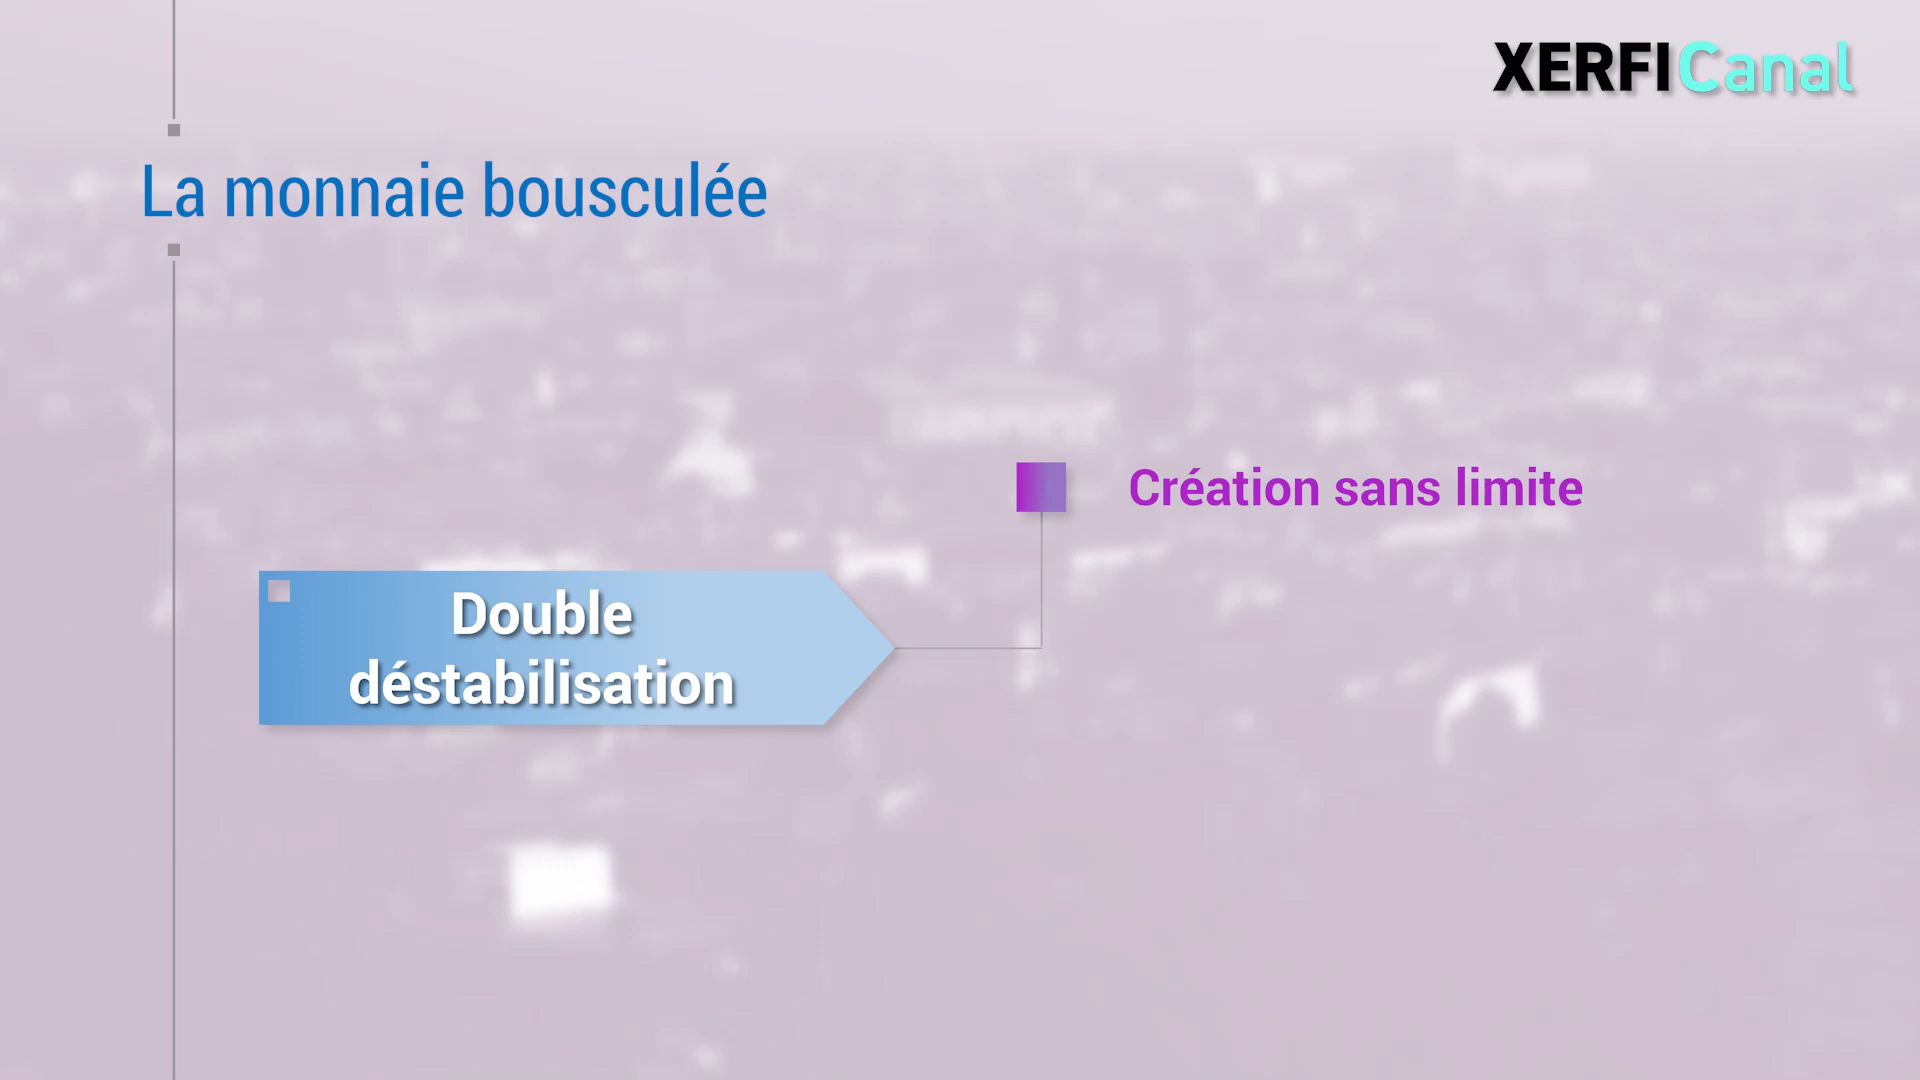 XERFI Canal
La monnaie bousculée
Création sans limite
Double
déstabilisation